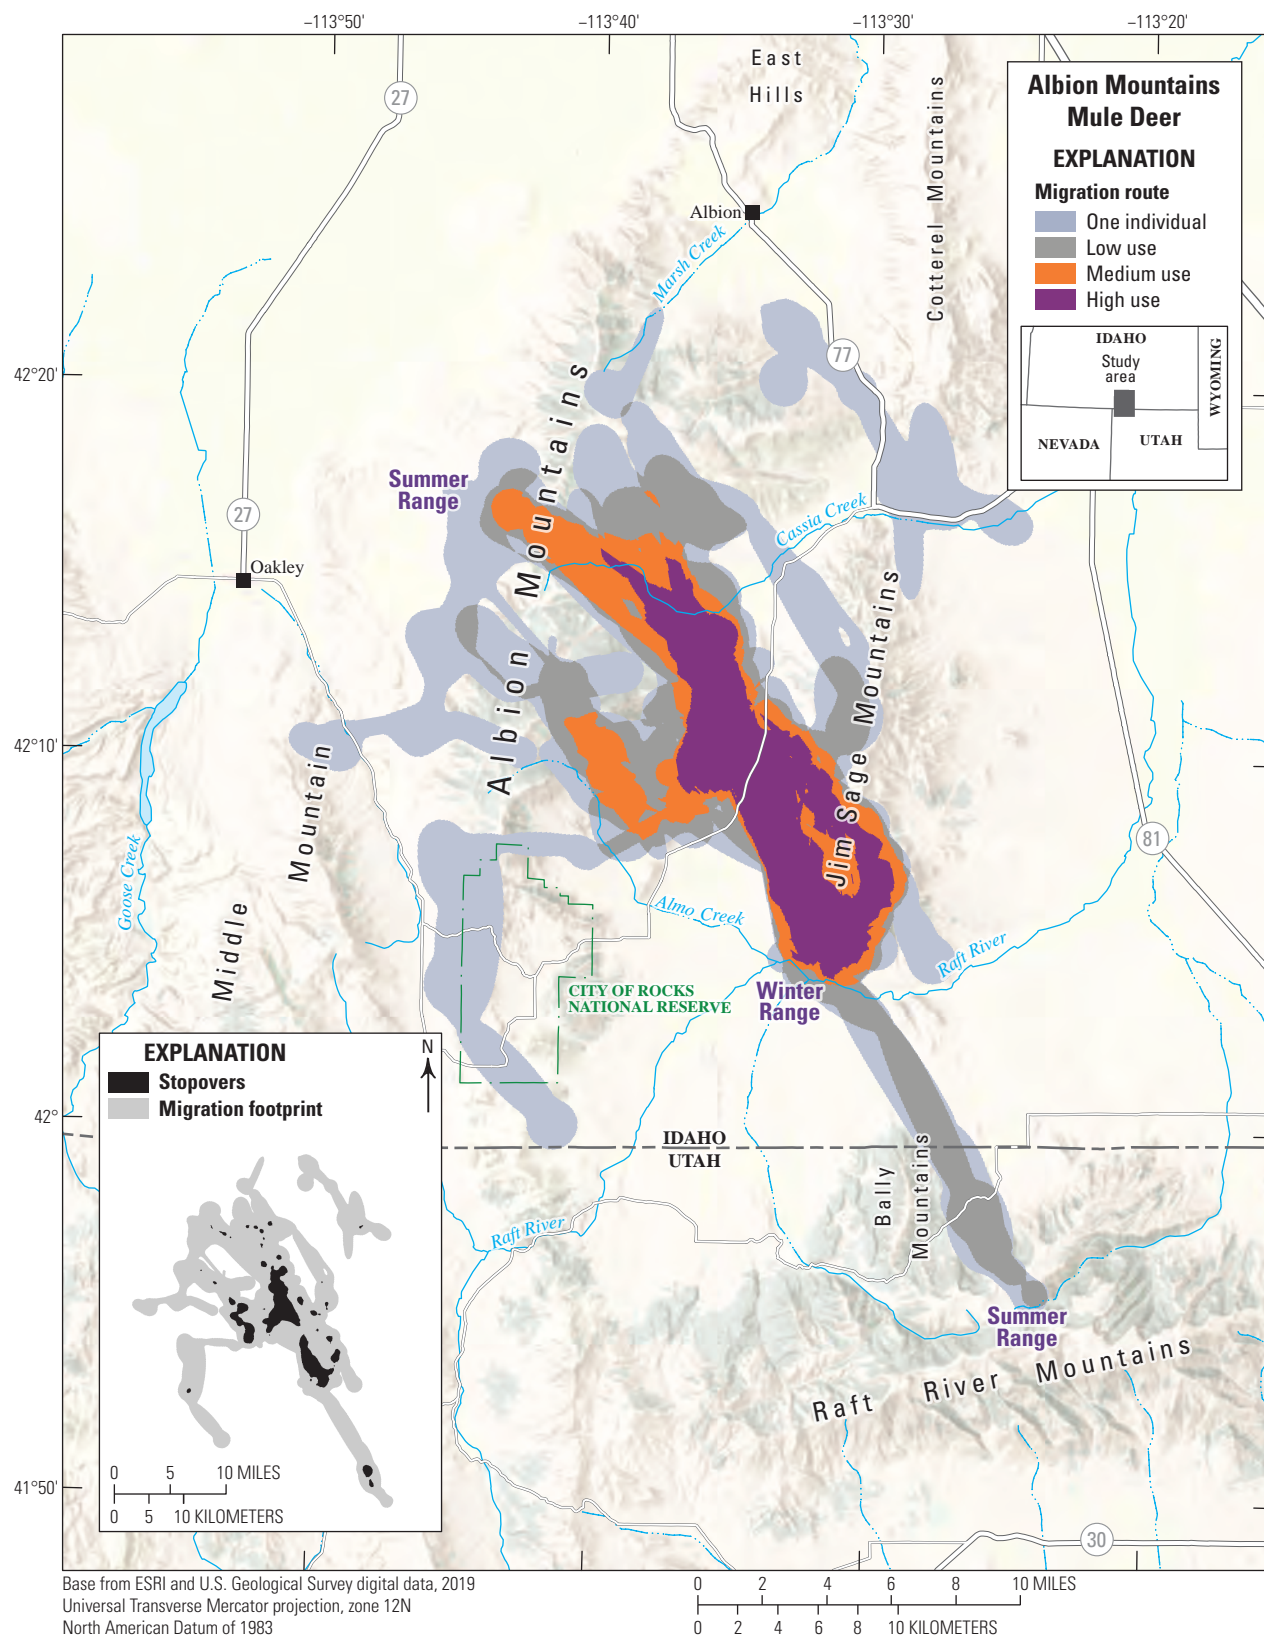 −113°50'
−113°40'
−113°30'
−113°20'
East
Hills
27
Cotterel Mountains
Albion Mountains
Mule Deer
EXPLANATION
Migration route
One individual
Low use
Medium use
High use
IDAHO
Study
area
WYOMING
NEVADA
UTAH
Albion
Marsh Creek
77
42°20'
Summer
Range
Albion Mountains
Cassia Creek
27
Oakley
Jim Sage Mountains
42°10'
Middle Mountain
Goose Creek
81
Almo Creek
Raft River
CITY OF ROCKS
NATIONAL RESERVE
Winter
Range
EXPLANATION
N
Stopovers
Migration footprint
42°
IDAHO
UTAH
Bally
Mountains
Raft River
Summer
Range
Raft River Mountains
0 5 10 MILES
0 5 10 KILOMETERS
41°50'
30
Base from ESRI and U.S. Geological Survey digital data, 2019
Universal Transverse Mercator projection, zone 12N
North American Datum of 1983
0 2 4 6 8 10 MILES
0 2 4 6 8 10 KILOMETERS